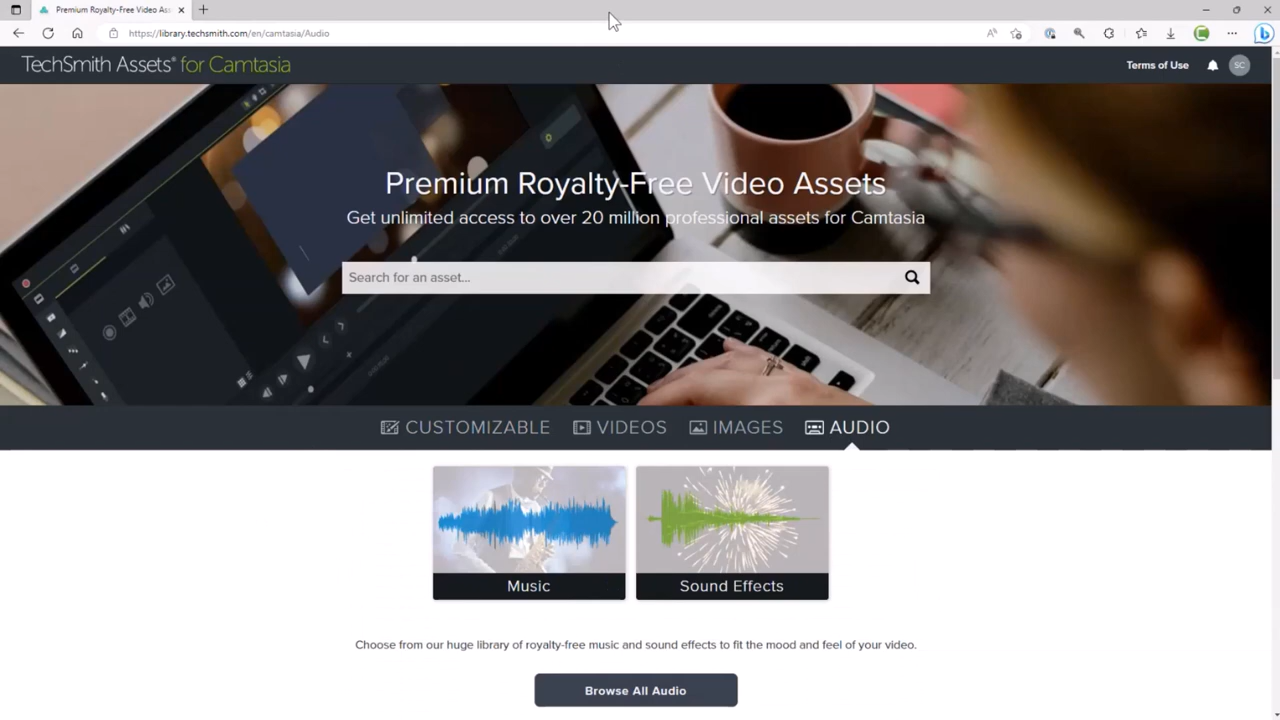 Premium Royalty-Free Video Ass
https://library.techsmith.com/en/camtasia/Audio
TechSmith Assets® for Camtasia
Terms of Use
SC
Premium Royalty-Free Video Assets
Get unlimited access to over 20 million professional assets for Camtasia
Search for an asset...
CUSTOMIZABLE
VIDEOS
IMAGES
AUDIO
Music
Sound Effects
Choose from our huge library of royalty-free music and sound effects to fit the mood and feel of your video.
Browse All Audio